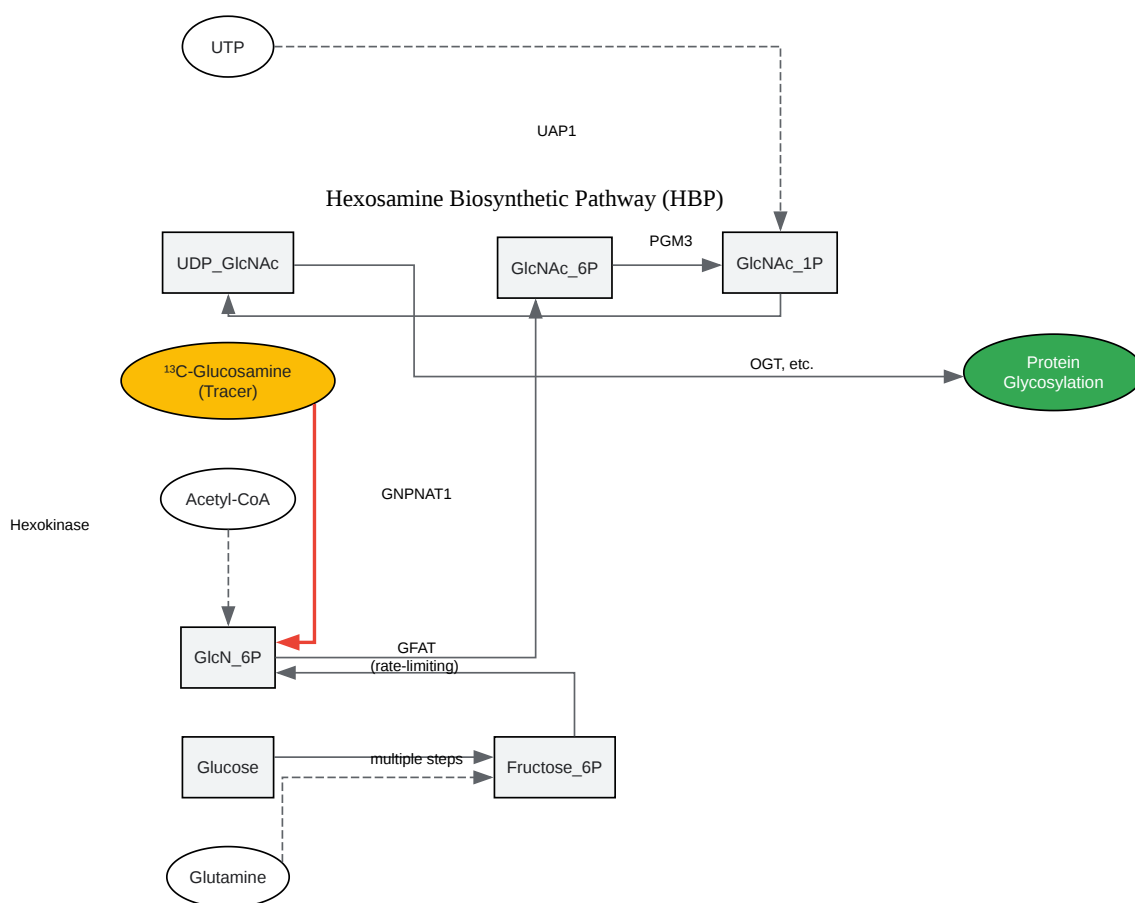 UTP
UAP1
Hexosamine Biosynthetic Pathway (HBP)
PGM3
UDP_GlcNAc
GlcNAc_6P
GlcNAc_1P
¹³C-Glucosamine
(Tracer)
OGT, etc.
Protein
Glycosylation
Acetyl-CoA
GNPNAT1
Hexokinase
GlcN_6P
GFAT
(rate-limiting)
Glucose
multiple steps
Fructose_6P
Glutamine